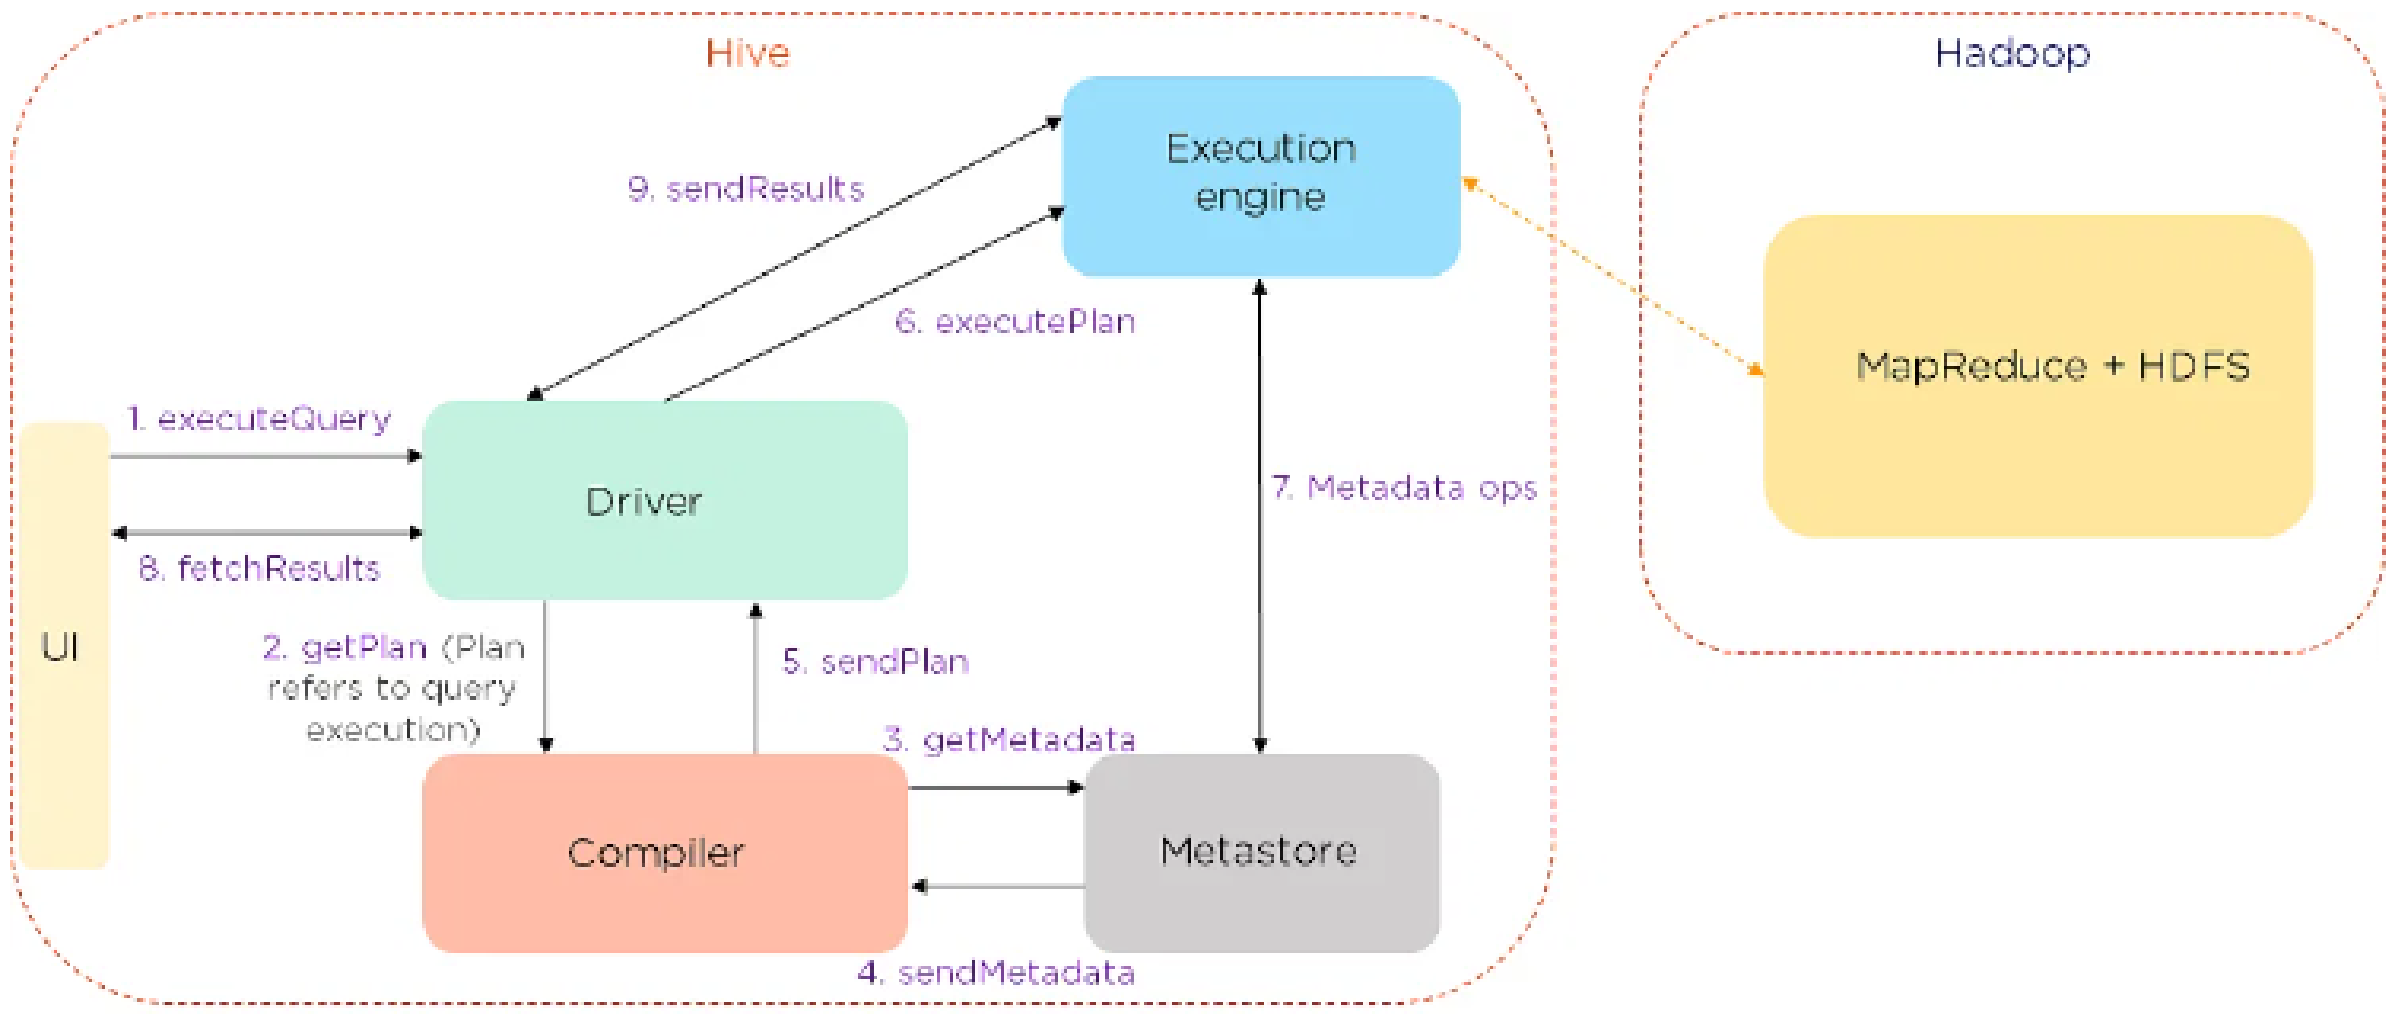 Hive
Hadoop
Execution
engine
9. sendResults
6. executePlan
MapReduce + HDFS
1. executeQuery
Driver
7. Metadata ops
8. fetchResults
UI
2. getPlan (Plan
refers to query
execution)
5. sendPlan
3. getMetadata
Compiler
Metastore
4. sendMetadata